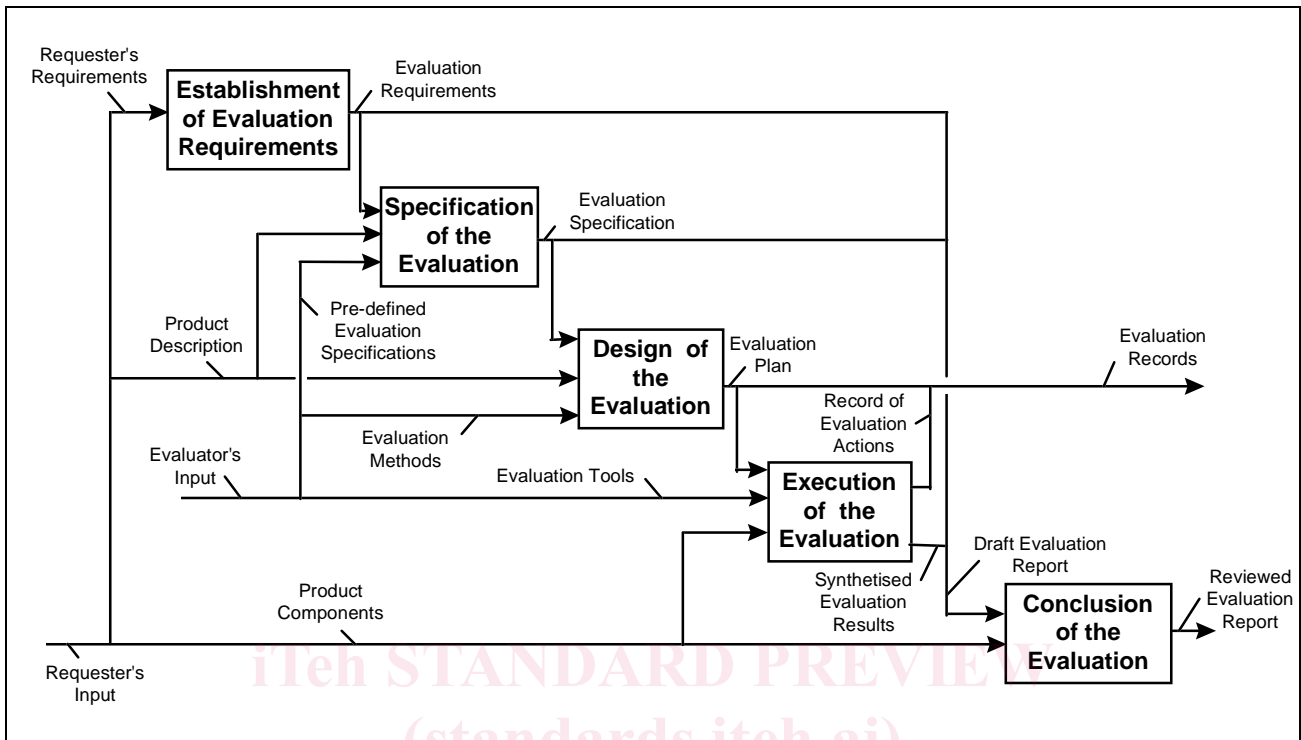 Requester's
Requirements
Establishment
of Evaluation
Requirements
Evaluation
Requirements
Specification
of the
Evaluation
Evaluation
Specification
Product
Description
Pre-defined
Evaluation
Specifications
Design of
the
Evaluation
Evaluation
Plan
Evaluation
Records
Evaluation
Methods
Record of
Evaluation
Actions
Evaluator's
Input
Evaluation Tools
Execution
of the
Evaluation
Synthetised
Evaluation
Results
Draft Evaluation
Report
Product
Components
Conclusion
of the
Evaluation
Reviewed
Evaluation
Report
Requester's
Input
iTeh STANDARD PREVIEW
(standards.iteh.ai)